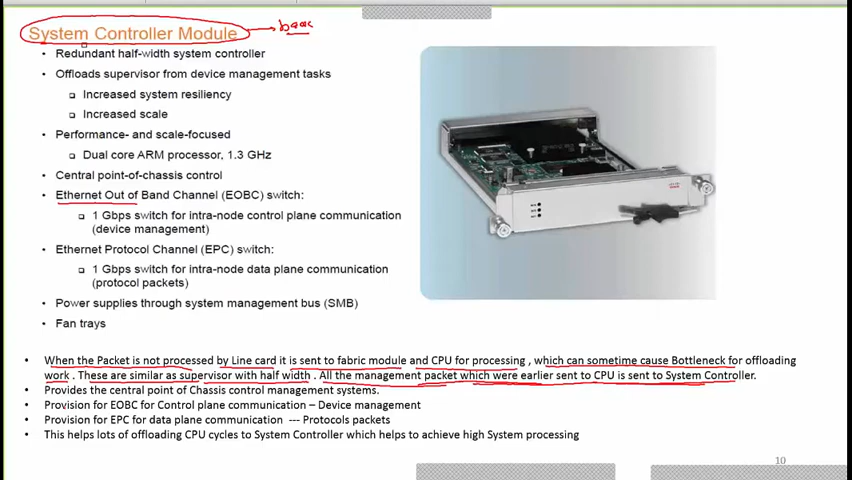 System Controller Module
• Redundant half-width system controller
• Offloads supervisor from device management tasks
Increased system resiliency
Increased scale
• Performance- and scale-focused
Dual core ARM processor, 1.3 GHz
• Central point-of-chassis control
• Ethernet Out of Band Channel (EOBC) switch:
1 Gbps switch for intra-node control plane communication
(device management)
• Ethernet Protocol Channel (EPC) switch:
1 Gbps switch for intra-node data plane communication
(protocol packets)
• Power supplies through system management bus (SMB)
• Fan trays
• When the Packet is not processed by Line card it is sent to fabric module and CPU for processing , which can sometime cause Bottleneck for offloading
work . These are similar as supervisor with half width . All the management packet which were earlier sent to CPU is sent to System Controller.
• Provides the central point of Chassis control management systems.
• Provision for EOBC for Control plane communication – Device management
• Provision for EPC for data plane communication --- Protocols packets
• This helps lots of offloading CPU cycles to System Controller which helps to achieve high System processing
10